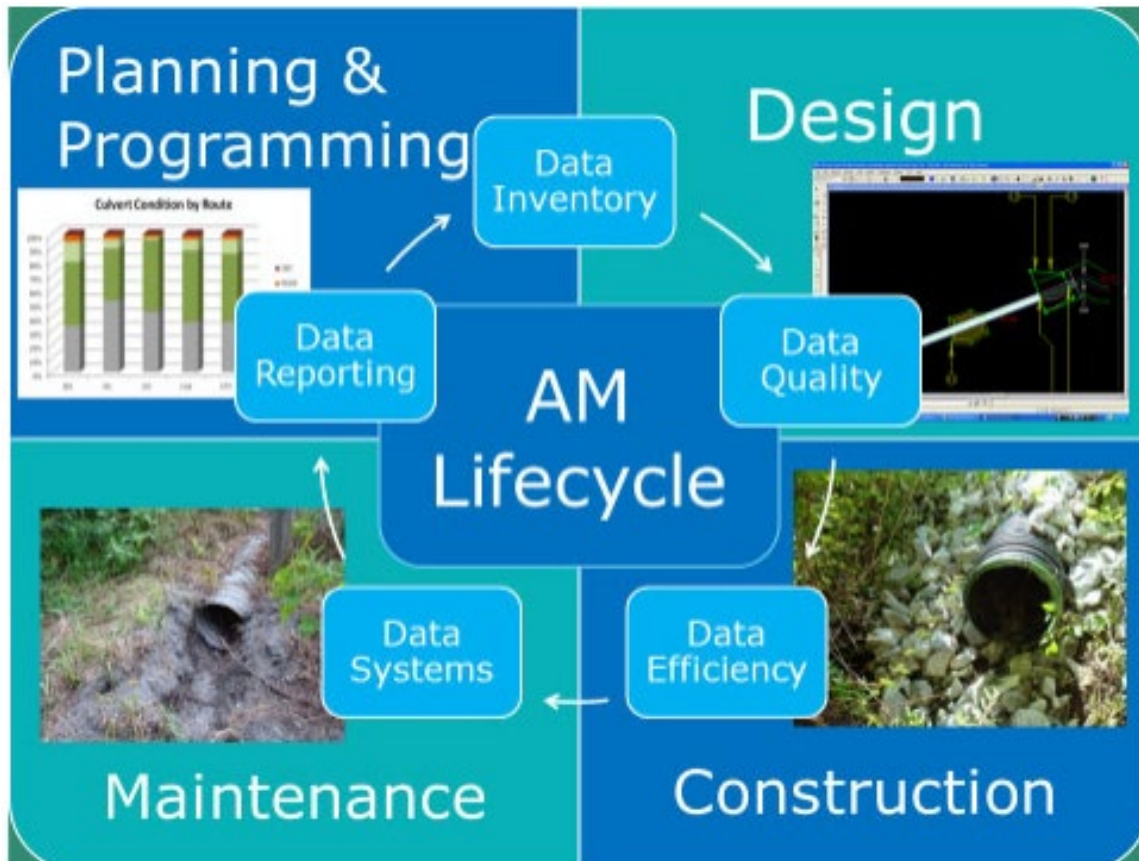 Planning &
Programming
Design
Data
Inventory
Culvert Condition by Route
Data
Reporting
Data
Quality
AM
Lifecycle
Data
Systems
Data
Efficiency
Maintenance
Construction